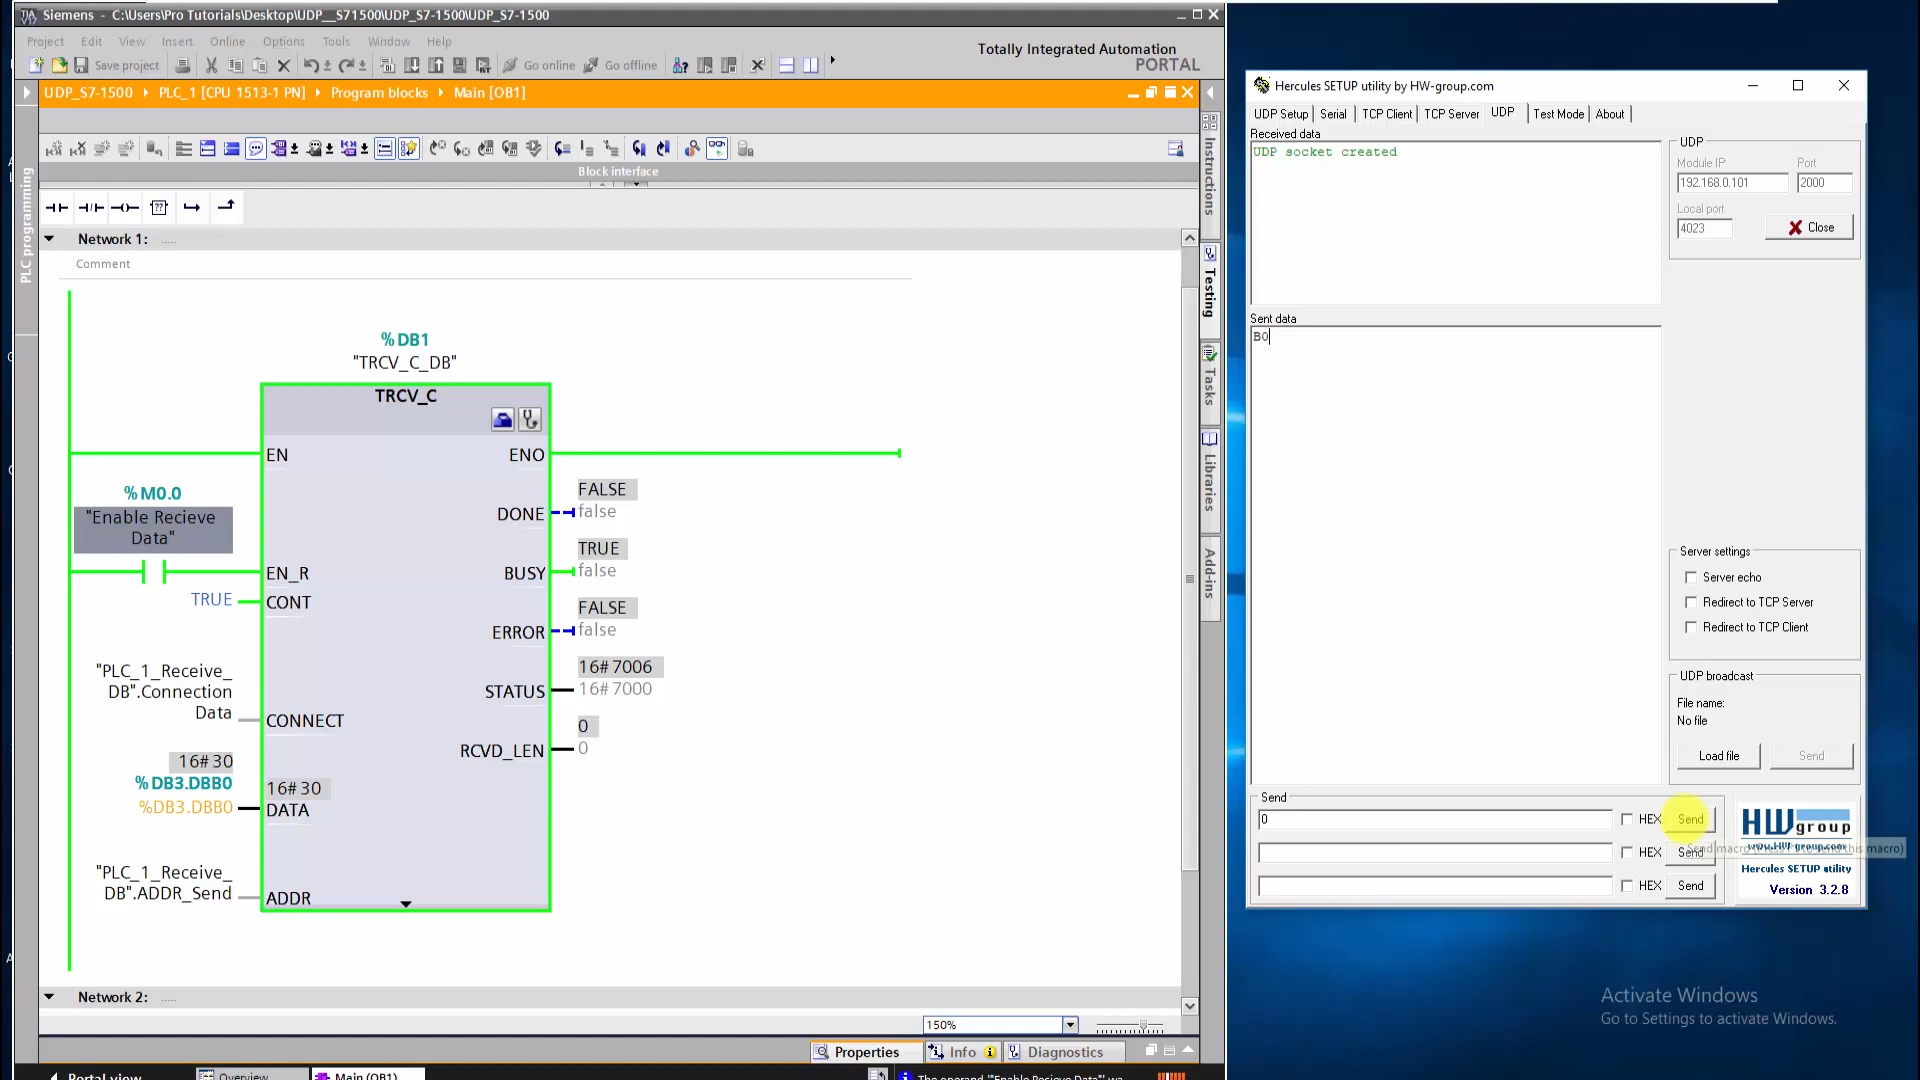 Siemens - C:\Users\Pro Tutorials\Desktop\UDP__S71500\UDP_S7-1500\UDP_S7-1500
Project Edit View Insert Online Options Tools Window Help
Totally Integrated Automation
PORTAL
Save project
Go online
Go offline
UDP_S7-1500
PLC_1 [CPU 1513-1 PN]
Program blocks
Main [OB1]
PLC programming
Block interface
Network 1: .....
Comment
%DB1
"TRCV_C_DB"
TRCV_C
EN
ENO
%M0.0
"Enable Recieve
Data"
EN_R
TRUE
CONT
"PLC_1_Receive_
DB".Connection
Data
CONNECT
16#30
%DB3.DBB0
%DB3.DBB0
16#30
DATA
"PLC_1_Receive_
DB".ADDR_Send
ADDR
FALSE
DONE
false
TRUE
BUSY
false
FALSE
ERROR
false
16#7006
STATUS
16#7000
0
RCVD_LEN
0
Network 2: .....
150%
Properties
Info
Diagnostics
Portal view
Overview
Main (OB1)
The operand '"Enable Recieve Data"' wa
Instructions
Testing
Tasks
Libraries
Add-ins
Hercules SETUP utility by HW-group.com
UDP Setup Serial TCP Client TCP Server UDP Test Mode About
Received data
UDP socket created
Sent data
B0
UDP
Module IP
Port
192.168.0.101
2000
Local port
4023
Close
Server settings
Server echo
Redirect to TCP Server
Redirect to TCP Client
UDP broadcast
File name:
No file
Load file
Send
Send
0
HEX
Send
HEX
Send
HEX
Send
HW group
www.HW-group.com
Hercules SETUP utility
Version 3.2.8
Activate Windows
Go to Settings to activate Windows.